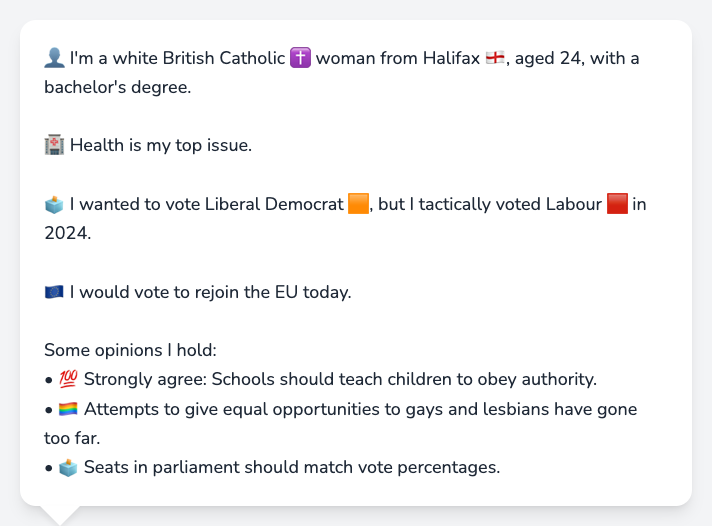 👤 I'm a white British Catholic ✝️ woman from Halifax 🏴󠁧󠁢󠁥󠁮󠁧󠁿, aged 24, with a
bachelor's degree.
🏥 Health is my top issue.
🗳️ I wanted to vote Liberal Democrat 🟧, but I tactically voted Labour 🟥 in
2024.
🇪🇺 I would vote to rejoin the EU today.
Some opinions I hold:
• 💯 Strongly agree: Schools should teach children to obey authority.
• 🏳️‍🌈 Attempts to give equal opportunities to gays and lesbians have gone
too far.
• 🗳️ Seats in parliament should match vote percentages.